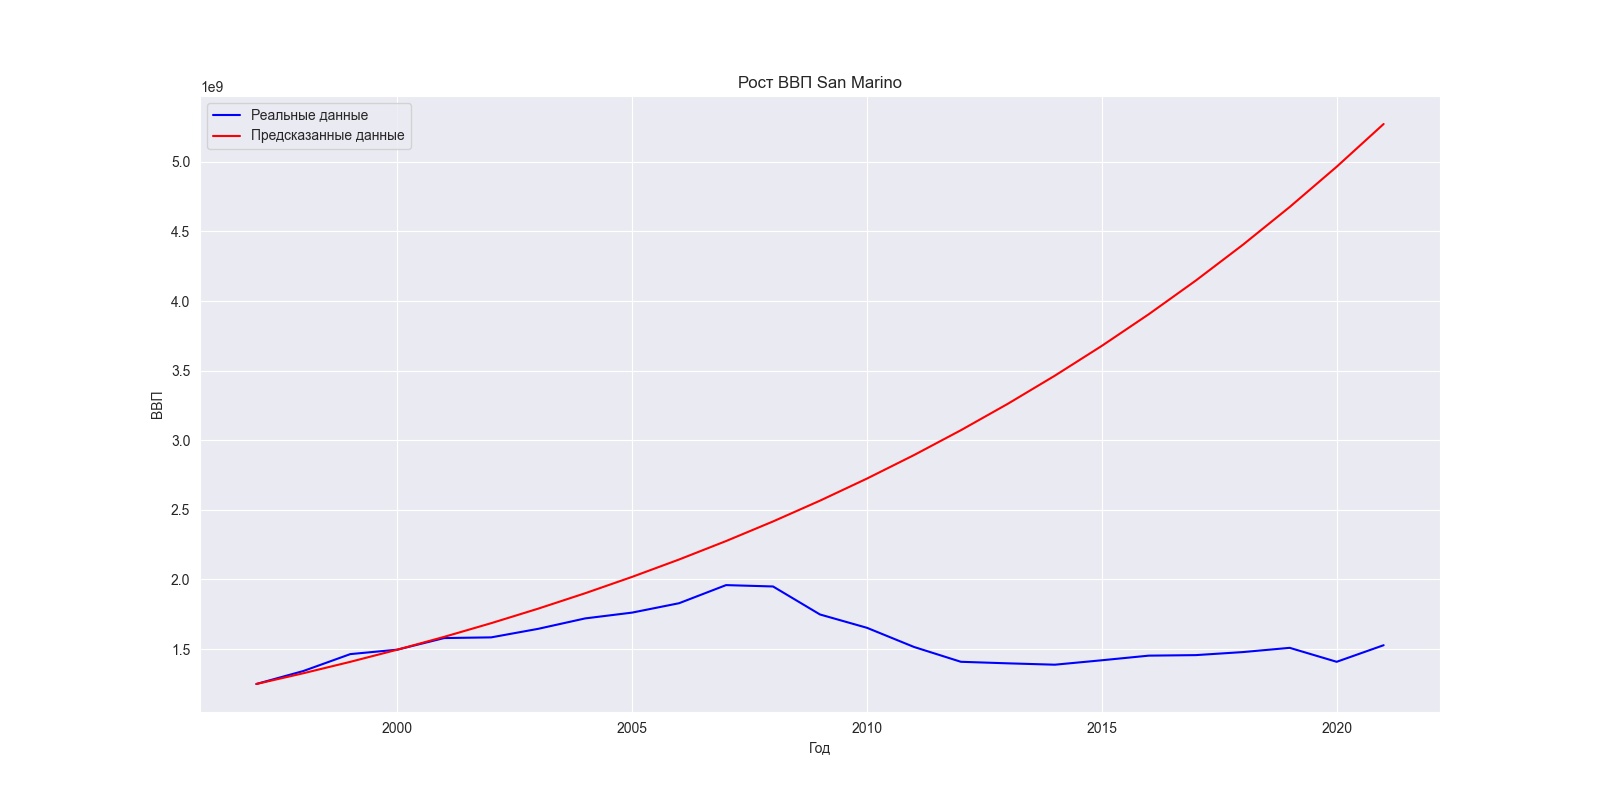 Рост ВВП San Marino
1e9
Реальные данные
Предсказанные данные
5.0
4.5
4.0
3.5
3.0
2.5
2.0
1.5
ВВП
2000
2005
2010
2015
2020
Год